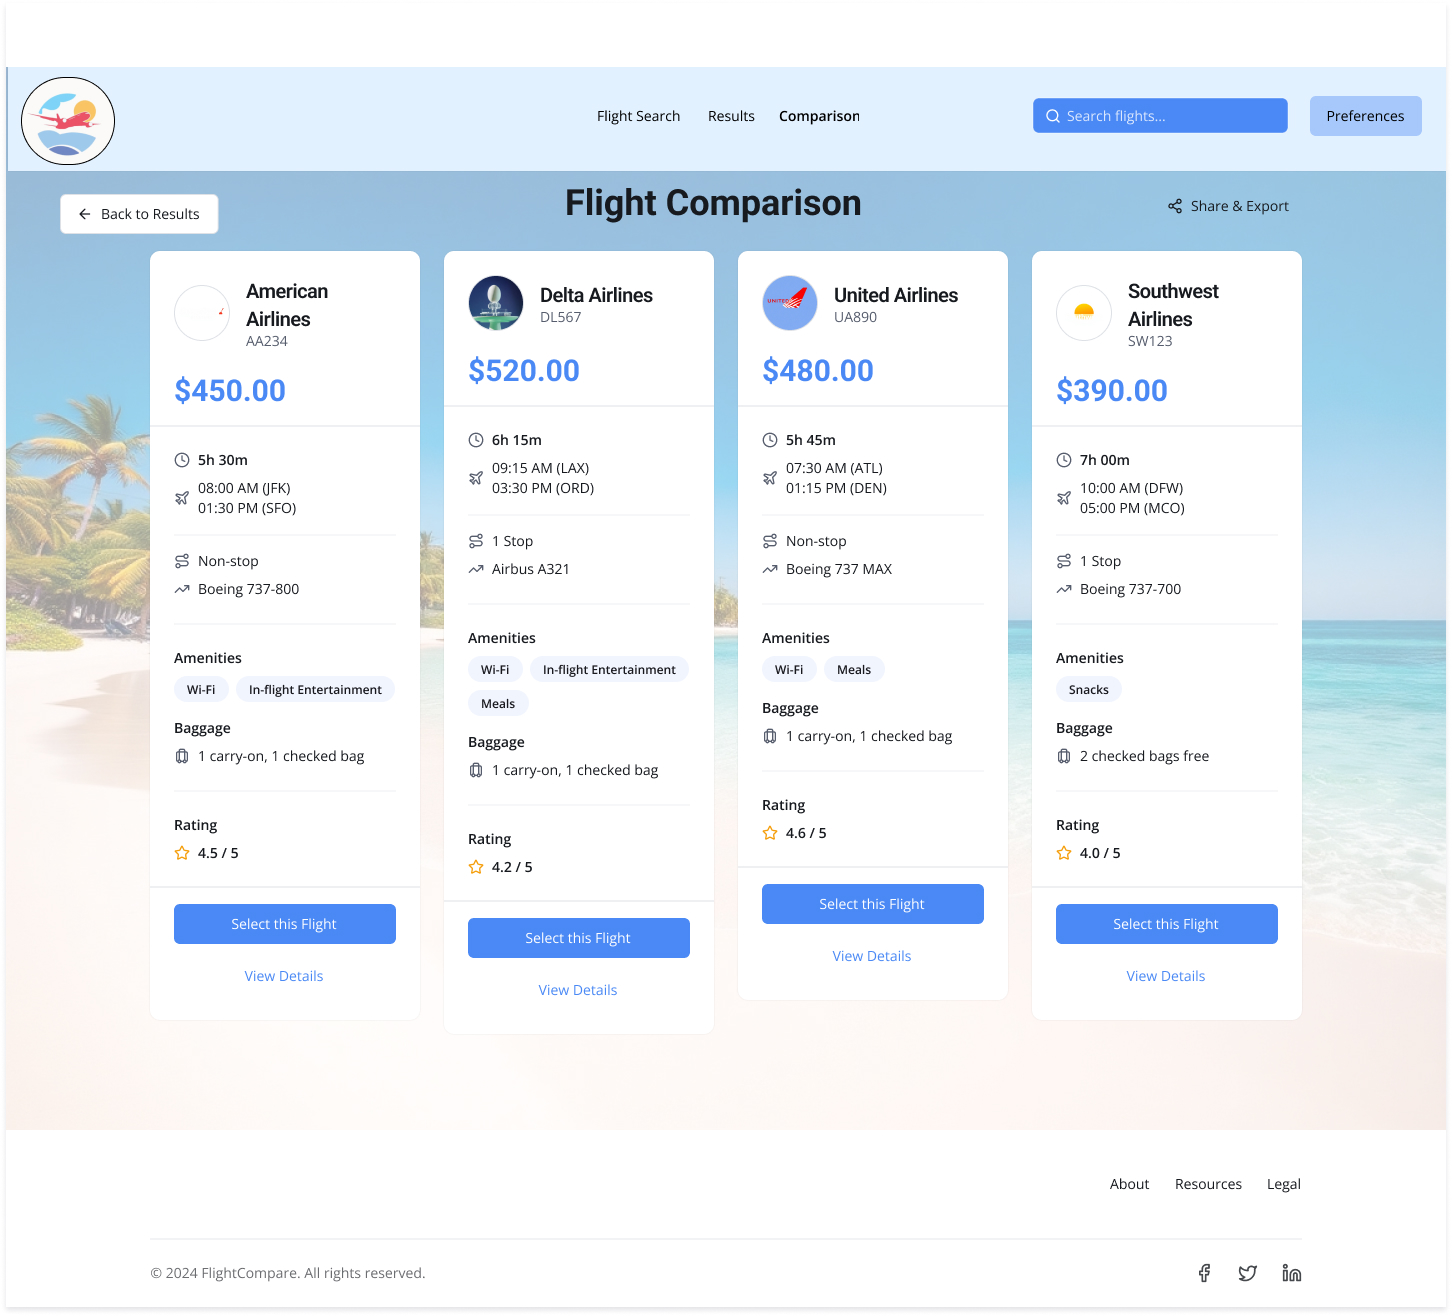 Flight Search
Results
Comparison
Search flights...
Preferences
Back to Results
Flight Comparison
Share & Export
American
Airlines
AA234
$450.00
5h 30m
08:00 AM (JFK)
01:30 PM (SFO)
Non-stop
Boeing 737-800
Amenities
Wi-Fi
In-flight Entertainment
Baggage
1 carry-on, 1 checked bag
Rating
4.5 / 5
Select this Flight
View Details
Delta Airlines
DL567
$520.00
6h 15m
09:15 AM (LAX)
03:30 PM (ORD)
1 Stop
Airbus A321
Amenities
Wi-Fi
In-flight Entertainment
Meals
Baggage
1 carry-on, 1 checked bag
Rating
4.2 / 5
Select this Flight
View Details
UNITED
United Airlines
UA890
$480.00
5h 45m
07:30 AM (ATL)
01:15 PM (DEN)
Non-stop
Boeing 737 MAX
Amenities
Wi-Fi
Meals
Baggage
1 carry-on, 1 checked bag
Rating
4.6 / 5
Select this Flight
View Details
Southwest
Airlines
SW123
$390.00
7h 00m
10:00 AM (DFW)
05:00 PM (MCO)
1 Stop
Boeing 737-700
Amenities
Snacks
Baggage
2 checked bags free
Rating
4.0 / 5
Select this Flight
View Details
About
Resources
Legal
© 2024 FlightCompare. All rights reserved.